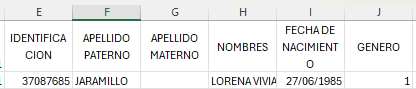 E F G H I J
IDENTIFICA APELLIDO APELLIDO NOMBRES FECHA DE GENERO
CION PATERNO MATERNO NACIMIENT
O
37087685 JARAMILLO LORENA VIVIA 27/06/1985 1